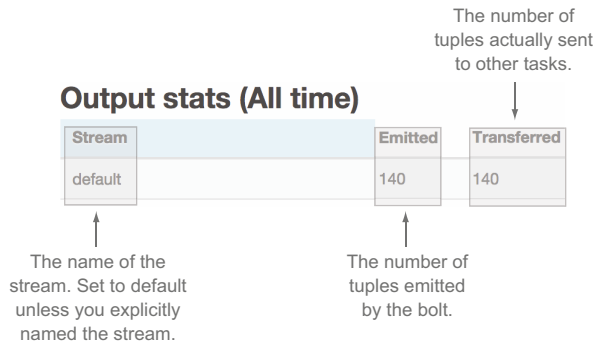 The number of
tuples actually sent
to other tasks.
Output stats (All time)
Stream Emitted Transferred
default 140 140
The name of the
stream. Set to default
unless you explicitly
named the stream.
The number of
tuples emitted
by the bolt.